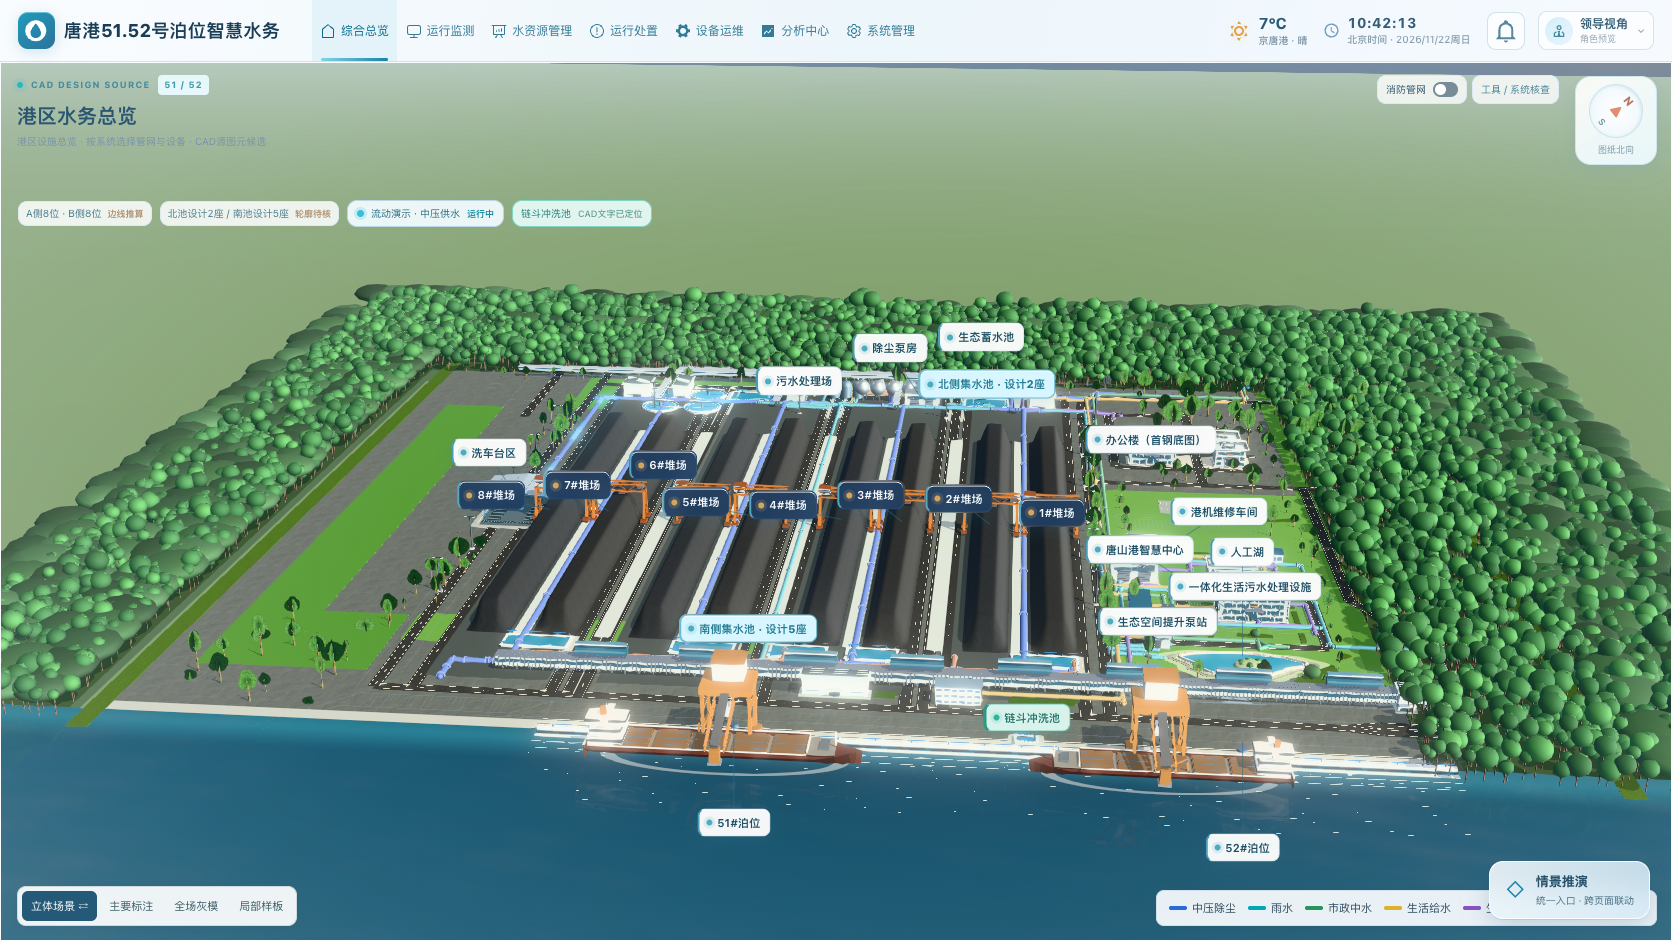 唐港51.52号泊位智慧水务
综合总览
运行监测
水资源管理
运行处置
设备运维
分析中心
系统管理
7°C
京唐港 · 晴
10:42:13
北京时间 · 2026/11/22周日
领导视角
角色预览
CAD DESIGN SOURCE
51 / 52
港区水务总览
港区设施总览 · 按系统选择管网与设备 · CAD源图元候选
消防管网
工具 / 系统核查
N
S
图纸北向
A侧8位 · B侧8位 边线推算
北池设计2座 / 南池设计5座 轮廓待核
流动演示 · 中压供水 运行中
链斗冲洗池 CAD文字已定位
生态蓄水池
除尘泵房
污水处理场
北侧集水池 · 设计2座
办公楼（首钢底图）
洗车台区
6#堆场
7#堆场
8#堆场
5#堆场
4#堆场
3#堆场
2#堆场
1#堆场
港机维修车间
唐山港智慧中心
人工湖
一体化生活污水处理设施
生态空间提升泵站
南侧集水池 · 设计5座
链斗冲洗池
51#泊位
52#泊位
立体场景
主要标注
全场灰模
局部样板
中压除尘
雨水
市政中水
生活给水
情景推演
统一入口 · 跨页面联动